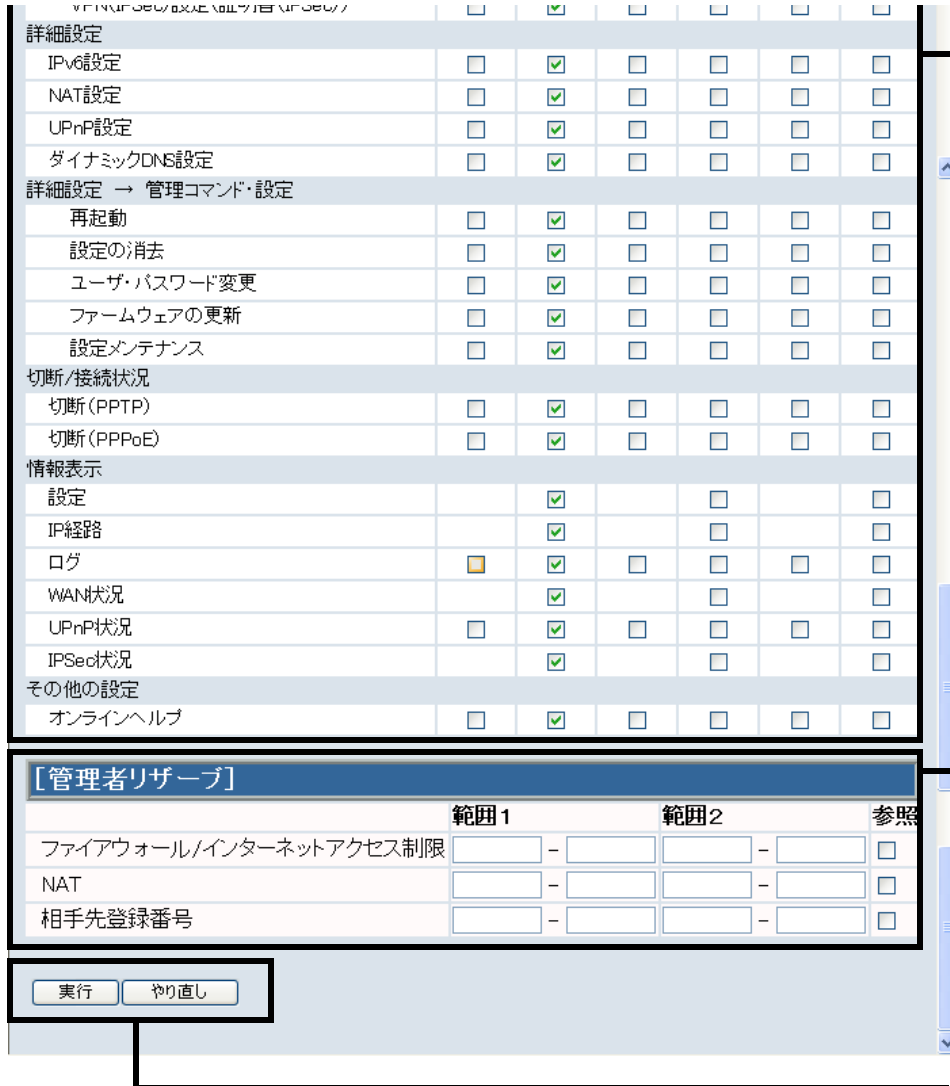 詳細設定
IPv6設定
NAT設定
UPnP設定
ダイナミックDNS設定
詳細設定 → 管理コマンド・設定
再起動
設定の消去
ユーザ・パスワード変更
ファームウェアの更新
設定メンテナンス
切断/接続状況
切断(PPTP)
切断(PPPoE)
情報表示
設定
IP経路
ログ
WAN状況
UPnP状況
IPSec状況
その他の設定
オンラインヘルプ
[管理者リザーブ]
範囲1 範囲2 参照
ファイアウォール/インターネットアクセス制限 - -
NAT - -
相手先登録番号 - -
実行 やり直し